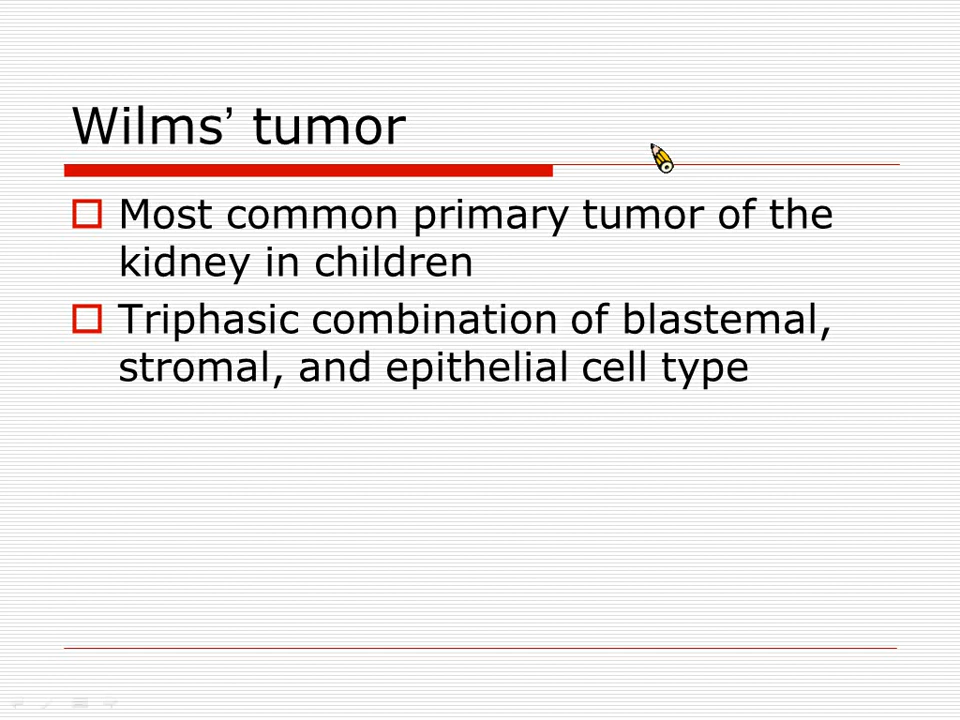 Wilms’ tumor
Most common primary tumor of the
kidney in children
Triphasic combination of blastemal,
stromal, and epithelial cell type